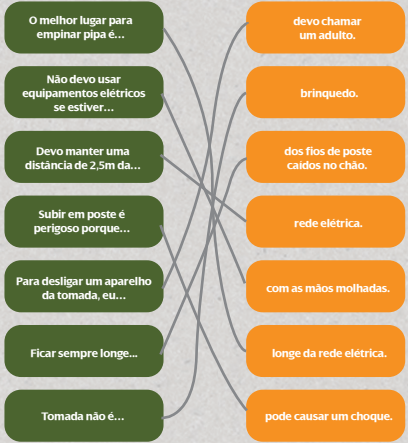 O melhor lugar para
empinar pipa é...
Não devo usar
equipamentos elétricos
se estiver...
Devo manter uma
distância de 2,5m da...
Subir em poste é
perigoso porque...
Para desligar um aparelho
da tomada, eu...
Ficar sempre longe...
Tomada não é...
devo chamar
um adulto.
brinquedo.
dos fios de poste
caídos no chão.
rede elétrica.
com as mãos molhadas.
longe da rede elétrica.
pode causar um choque.